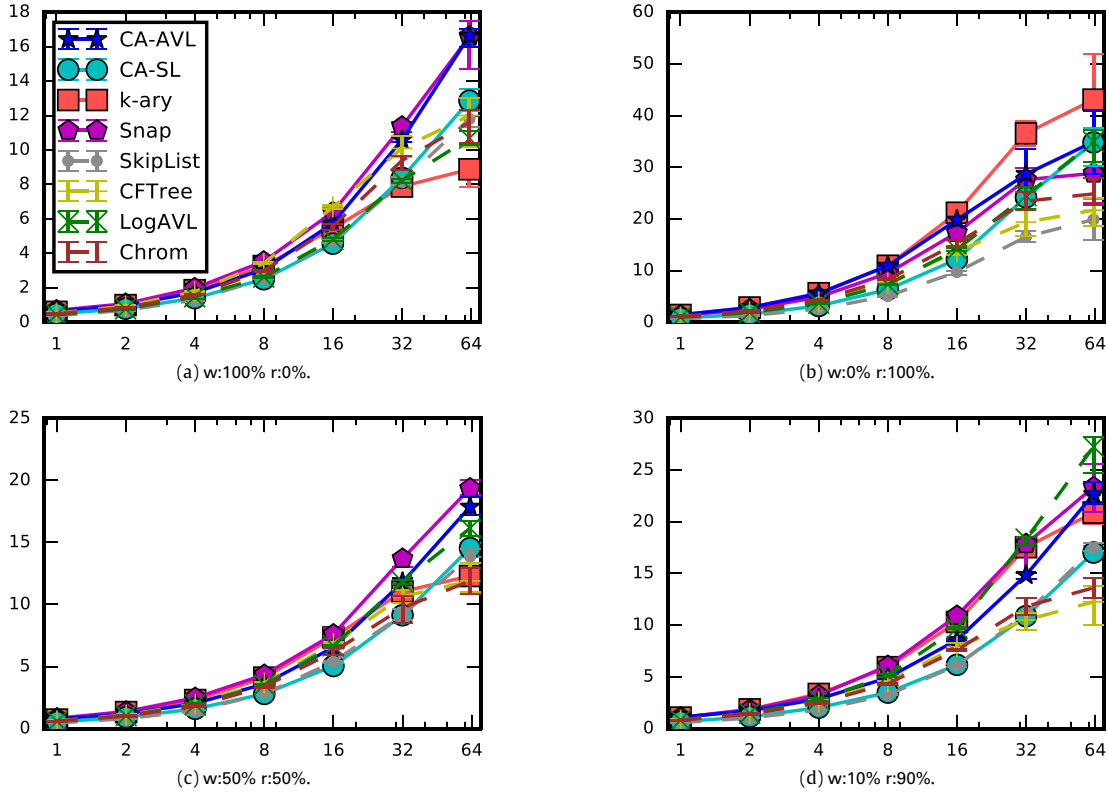 18
16
14
12
10
8
6
4
2
0
CA-AVL
CA-SL
k-ary
Snap
SkipList
CFTree
LogAVL
Chrom
1 2 4 8 16 32 64
(a) w:100% r:0%.
60
50
40
30
20
10
0
1 2 4 8 16 32 64
(b) w:0% r:100%.
25
20
15
10
5
0
1 2 4 8 16 32 64
(c) w:50% r:50%.
30
25
20
15
10
5
0
1 2 4 8 16 32 64
(d) w:10% r:90%.